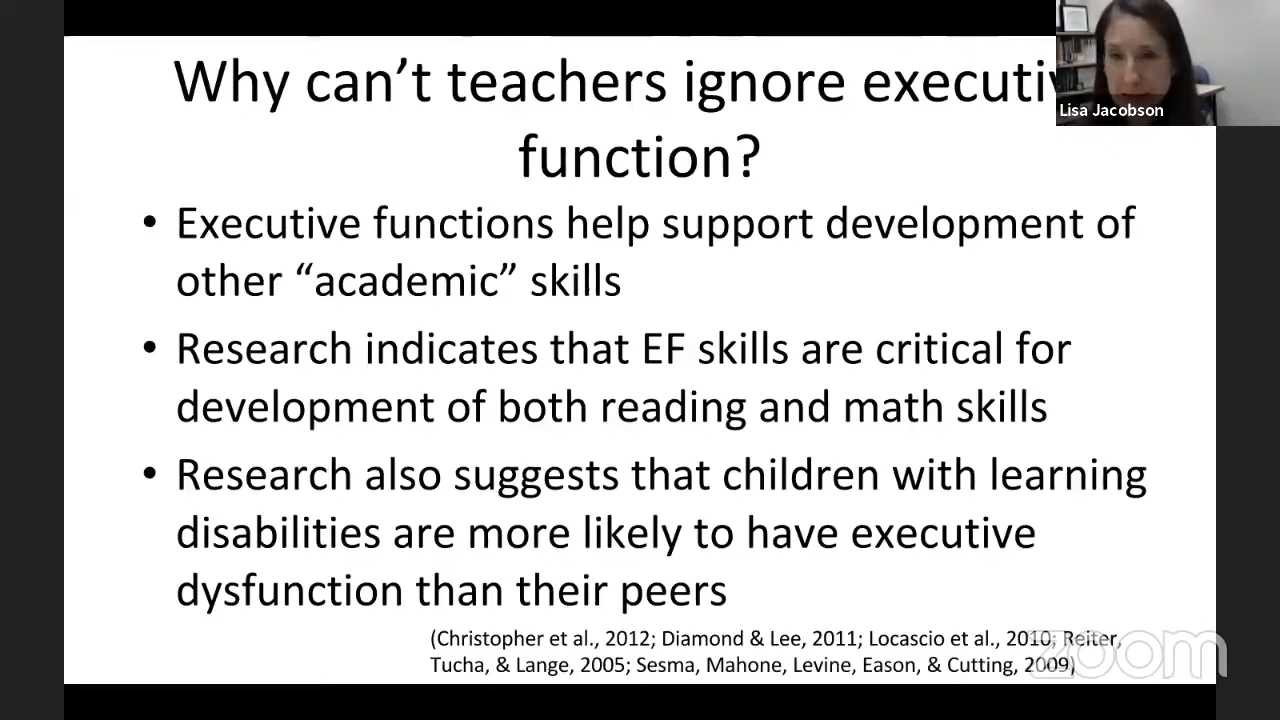 Why can't teachers ignore executi
function?
Lisa Jacobson
• Executive functions help support development of
other “academic” skills
• Research indicates that EF skills are critical for
development of both reading and math skills
• Research also suggests that children with learning
disabilities are more likely to have executive
dysfunction than their peers
(Christopher et al., 2012; Diamond & Lee, 2011; Locascio et al., 2010; Reiter,
Tucha, & Lange, 2005; Sesma, Mahone, Levine, Eason, & Cutting, 2009)
zoom